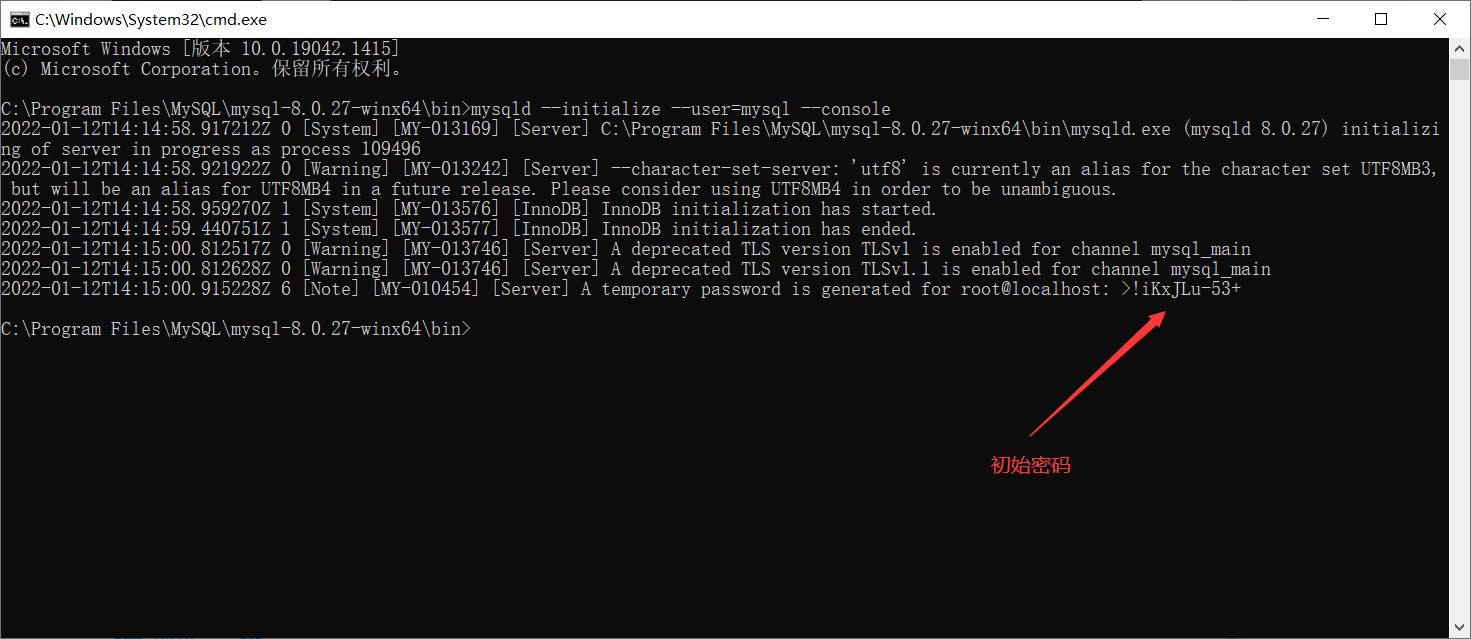 C:\Windows\System32\cmd.exe
Microsoft Windows [版本 10.0.19042.1415]
(c) Microsoft Corporation。保留所有权利。
C:\Program Files\MySQL\mysql-8.0.27-winx64\bin>mysqld --initialize --user=mysql --console
2022-01-12T14:14:58.917212Z 0 [System] [MY-013169] [Server] C:\Program Files\MySQL\mysql-8.0.27-winx64\bin\mysqld.exe (mysqld 8.0.27) initializi
ng of server in progress as process 109496
2022-01-12T14:14:58.921922Z 0 [Warning] [MY-013242] [Server] --character-set-server: 'utf8' is currently an alias for the character set UTF8MB3,
but will be an alias for UTF8MB4 in a future release. Please consider using UTF8MB4 in order to be unambiguous.
2022-01-12T14:14:58.959270Z 1 [System] [MY-013576] [InnoDB] InnoDB initialization has started.
2022-01-12T14:14:59.440751Z 1 [System] [MY-013577] [InnoDB] InnoDB initialization has ended.
2022-01-12T14:15:00.812517Z 0 [Warning] [MY-013746] [Server] A deprecated TLS version TLSv1 is enabled for channel mysql_main
2022-01-12T14:15:00.812628Z 0 [Warning] [MY-013746] [Server] A deprecated TLS version TLSv1.1 is enabled for channel mysql_main
2022-01-12T14:15:00.915228Z 6 [Note] [MY-010454] [Server] A temporary password is generated for root@localhost: >!iKxJLu-53+
C:\Program Files\MySQL\mysql-8.0.27-winx64\bin>
初始密码